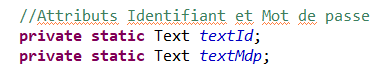 //Attributs Identifiant et Mot de passe
private static Text textId;
private static Text textMdp;